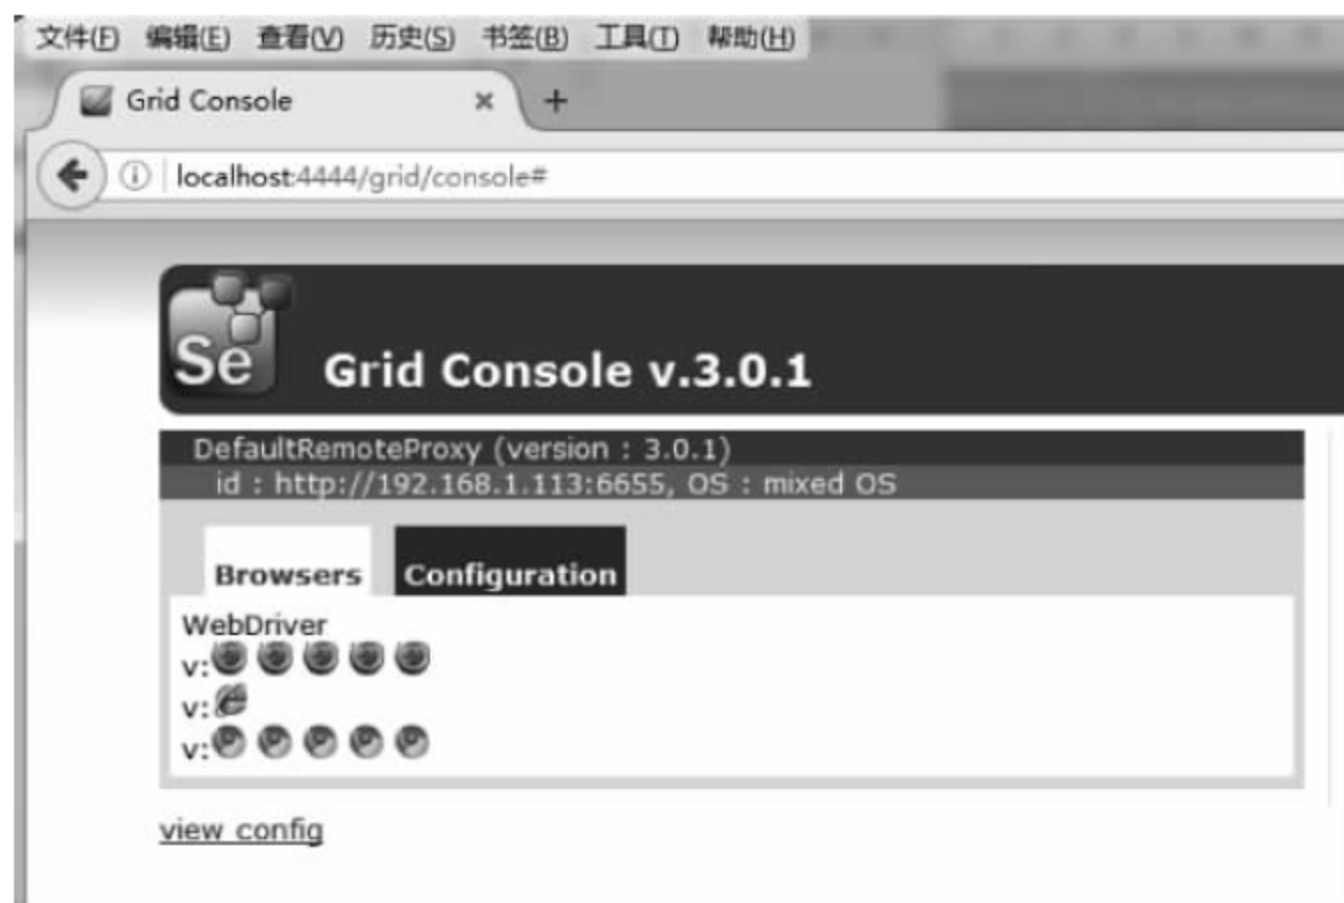 文件(F) 编辑(E) 查看(V) 历史(S) 书签(B) 工具(T) 帮助(H)
Grid Console × +
localhost:4444/grid/console#
Se
Grid Console v.3.0.1
DefaultRemoteProxy (version : 3.0.1)
id : http://192.168.1.113:6655, OS : mixed OS
Browsers Configuration
WebDriver
v:
v:
v:
view config